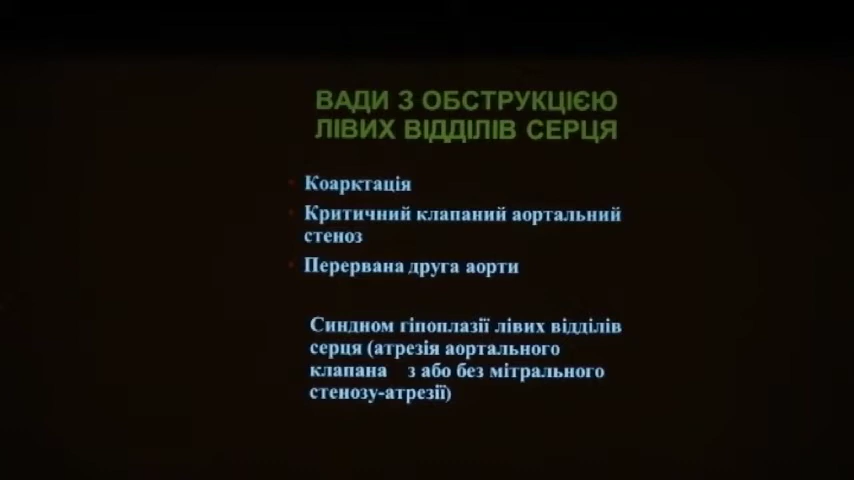 ВАДИ З ОБСТРУКЦІЄЮ
ЛІВИХ ВІДДІЛІВ СЕРЦЯ
Коарктація
Критичний клапаний аортальний
стеноз
Перервана друга аорти
Синдном гіпоплазії лівих відділів
серця (атрезія аортального
клапана з або без мітрального
стенозу-атрезії)